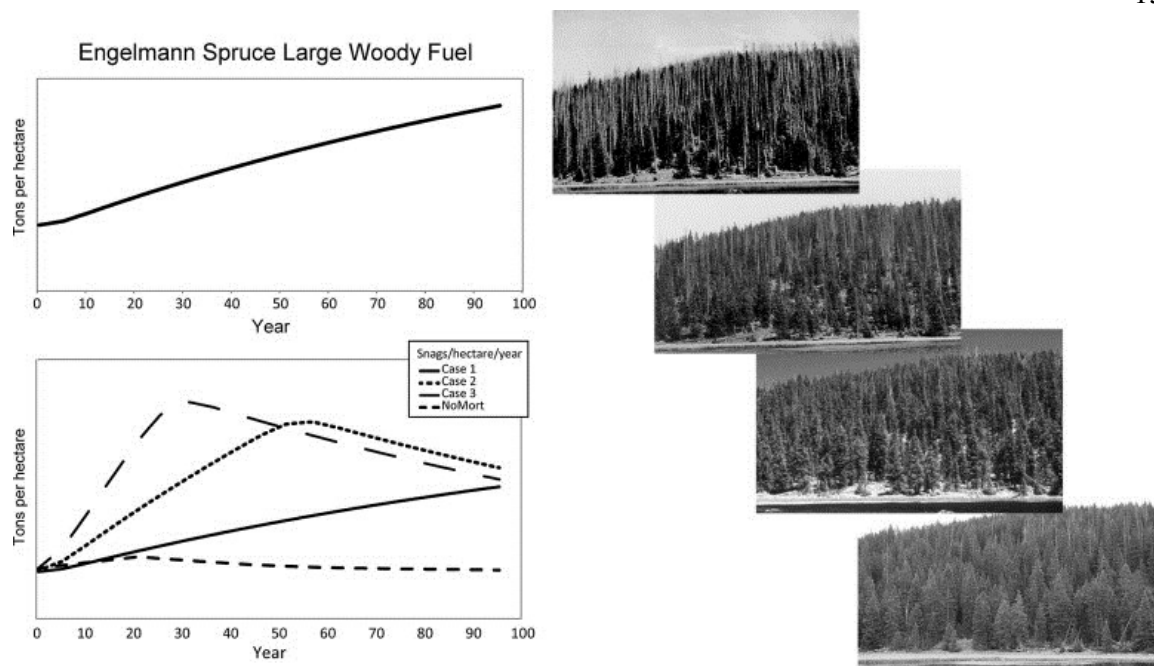 Engelmann Spruce Large Woody Fuel
Tons per hectare
0 10 20 30 40 50 60 70 80 90 100
Year
Snags/hectare/year
Case 1
Case 2
Case 3
NoMort
Tons per hectare
0 10 20 30 40 50 60 70 80 90 100
Year